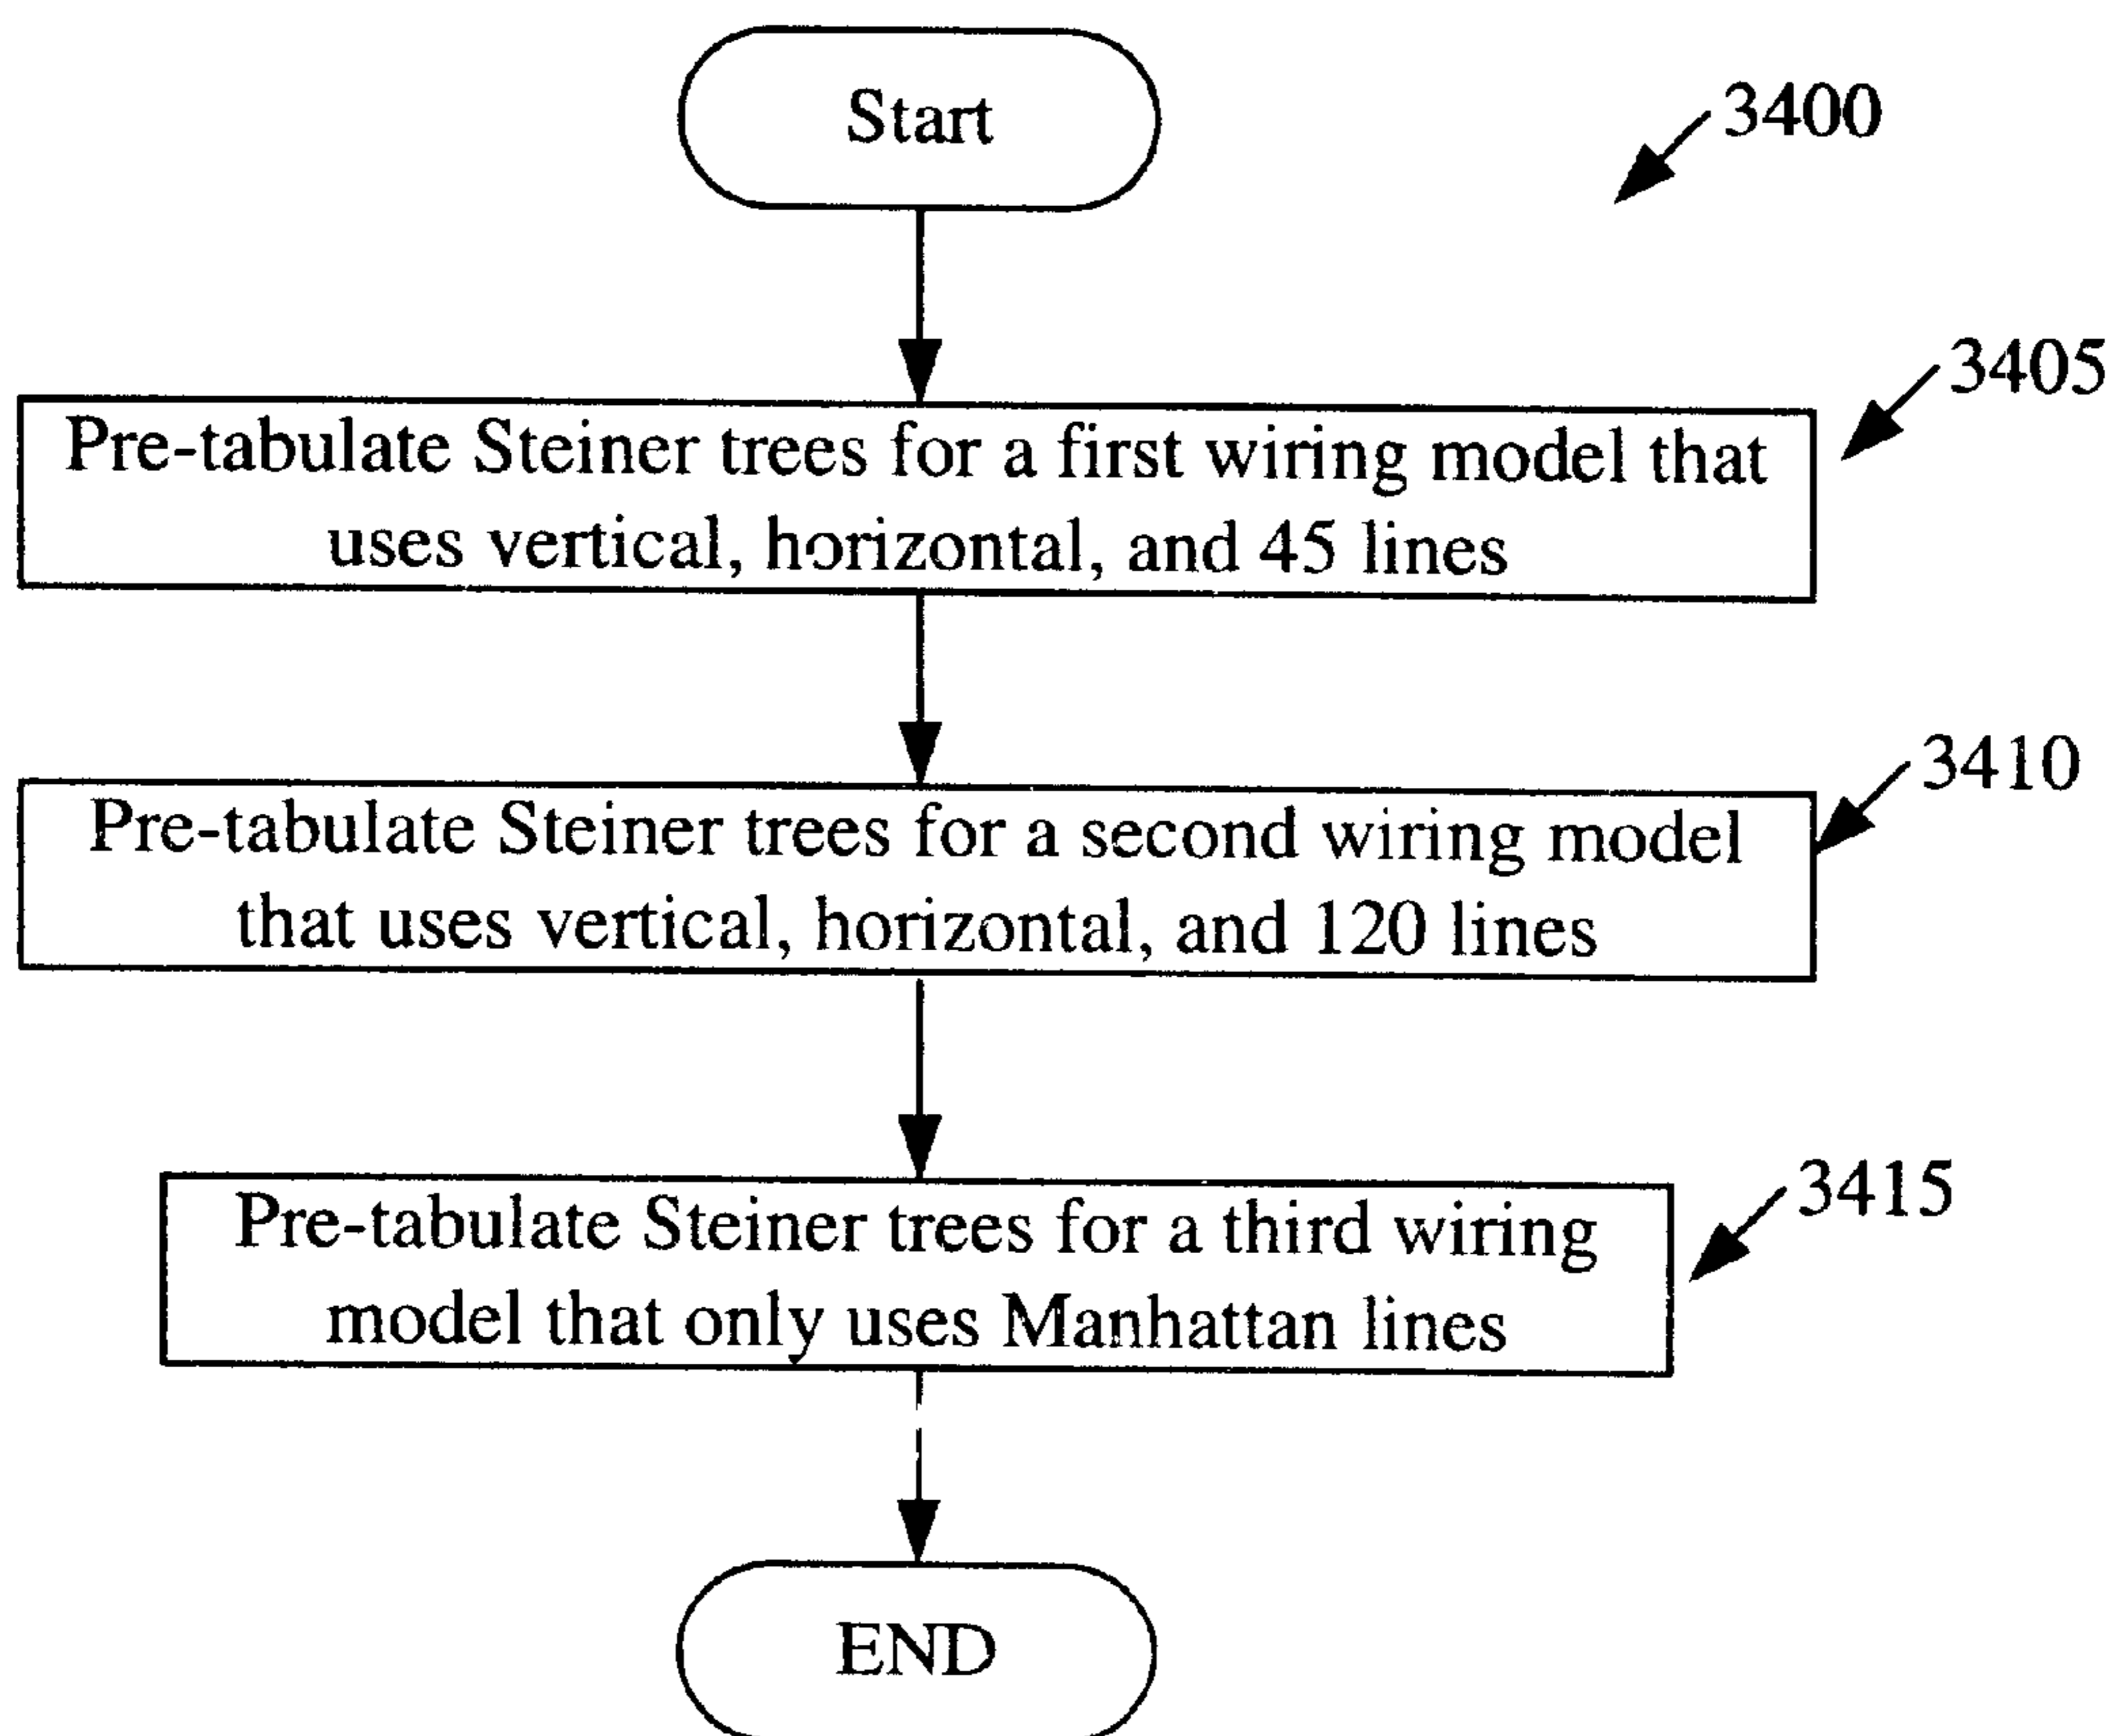 Start
3400
3405
Pre-tabulate Steiner trees for a first wiring model that
uses vertical, horizontal, and 45 lines
3410
Pre-tabulate Steiner trees for a second wiring model
that uses vertical, horizontal, and 120 lines
3415
Pre-tabulate Steiner trees for a third wiring
model that only uses Manhattan lines
END